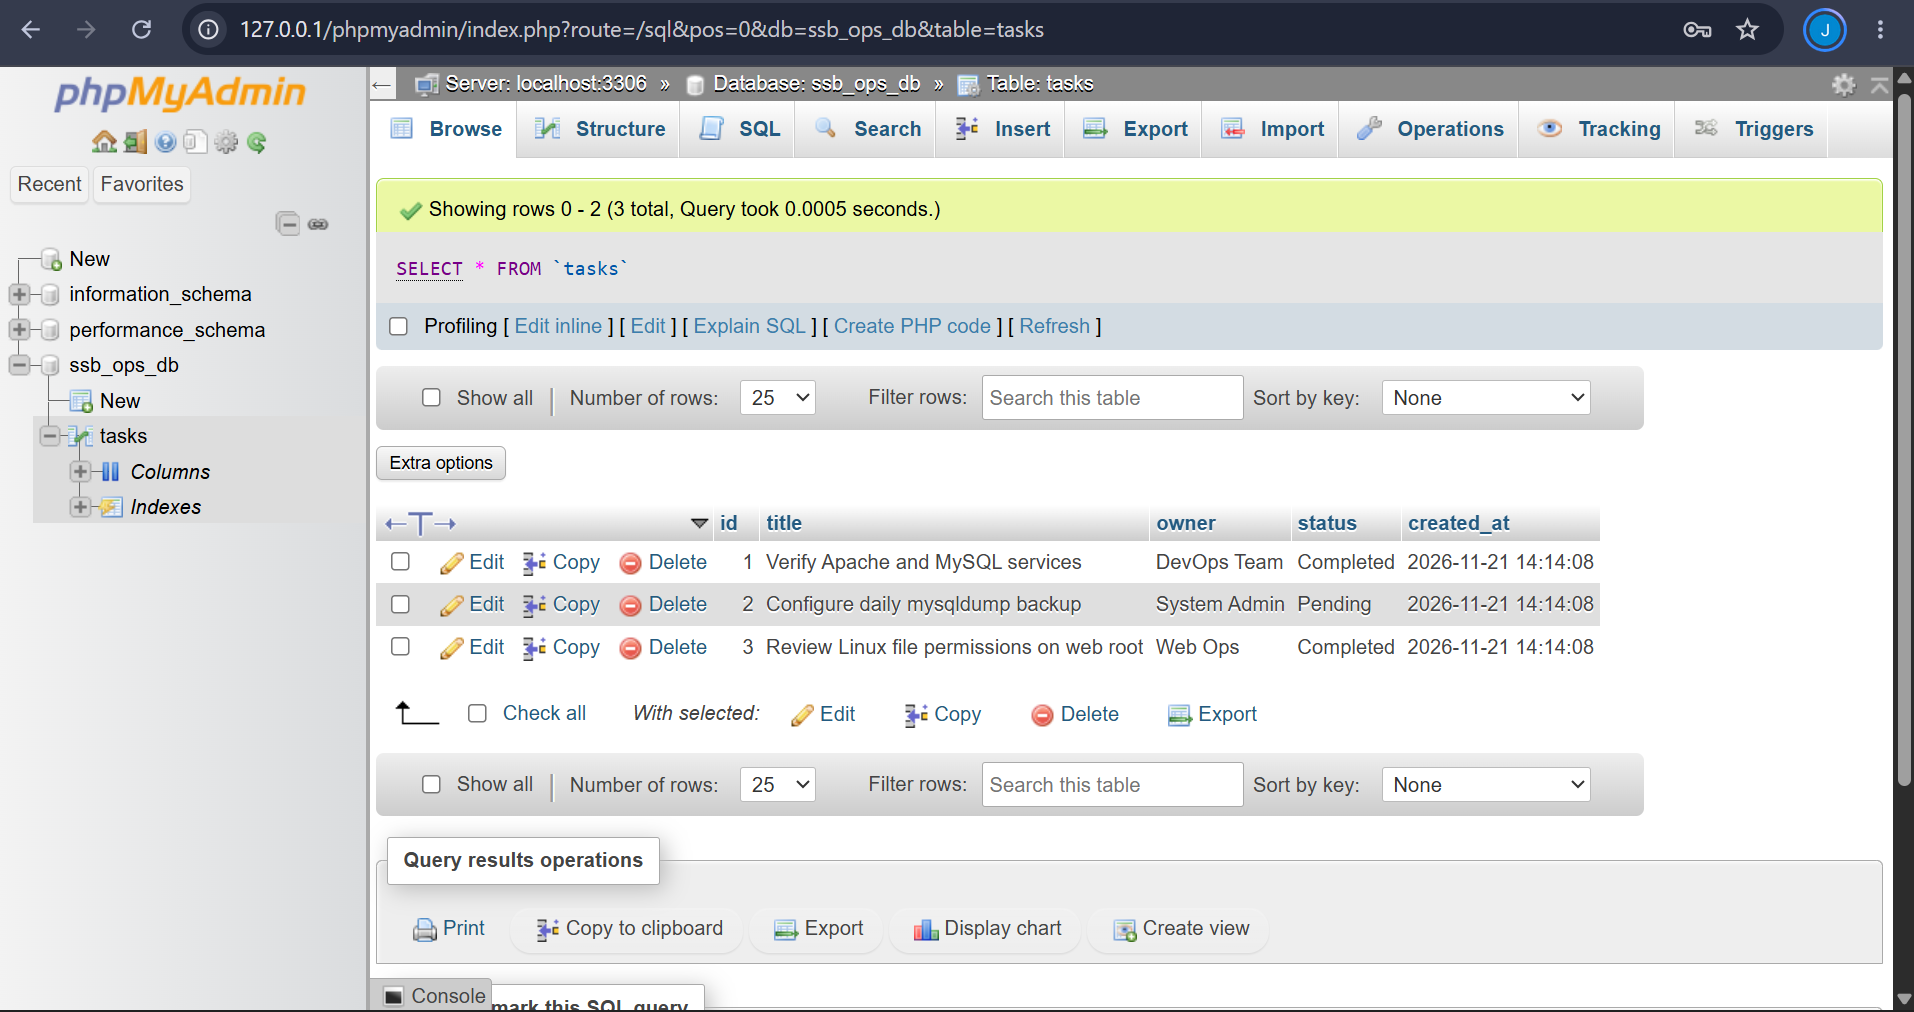 127.0.0.1/phpmyadmin/index.php?route=/sql&pos=0&db=ssb_ops_db&table=tasks
J
phpMyAdmin
Recent Favorites
New
information_schema
performance_schema
ssb_ops_db
New
tasks
Columns
Indexes
Server: localhost:3306 » Database: ssb_ops_db » Table: tasks
Browse Structure SQL Search Insert Export Import Operations Tracking Triggers
Showing rows 0 - 2 (3 total, Query took 0.0005 seconds.)
SELECT * FROM `tasks`
Profiling [ Edit inline ] [ Edit ] [ Explain SQL ] [ Create PHP code ] [ Refresh ]
Show all | Number of rows: 25 Filter rows: Search this table Sort by key: None
Extra options
←T→ id title owner status created_at
Edit Copy Delete 1 Verify Apache and MySQL services DevOps Team Completed 2026-11-21 14:14:08
Edit Copy Delete 2 Configure daily mysqldump backup System Admin Pending 2026-11-21 14:14:08
Edit Copy Delete 3 Review Linux file permissions on web root Web Ops Completed 2026-11-21 14:14:08
Check all With selected: Edit Copy Delete Export
Show all | Number of rows: 25 Filter rows: Search this table Sort by key: None
Query results operations
Print Copy to clipboard Export Display chart Create view
Console
mark this SQL query